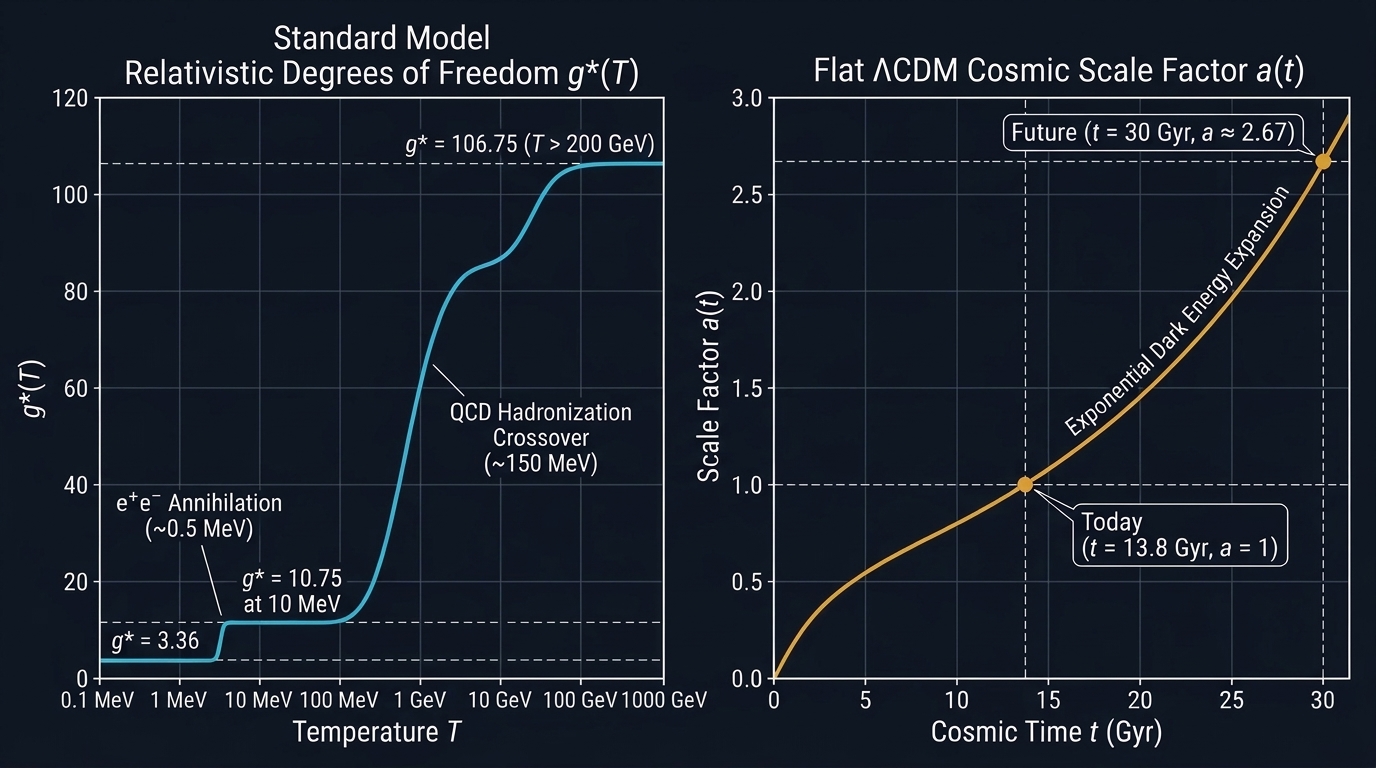 Standard Model
Relativistic Degrees of Freedom g*(T)
120
100
80
60
40
20
0
g*(T)
g* = 106.75 (T > 200 GeV)
QCD Hadronization
Crossover
(~150 MeV)
e⁺e⁻ Annihilation
(~0.5 MeV)
g* = 10.75
at 10 MeV
g* = 3.36
0.1 MeV 1 MeV 10 MeV 100 MeV 1 GeV 10 GeV 100 GeV 1000 GeV
Temperature T
Flat ΛCDM Cosmic Scale Factor a(t)
3.0
2.5
2.0
1.5
1.0
0.5
0.0
Scale Factor a(t)
Future (t = 30 Gyr, a ≈ 2.67)
Exponential Dark Energy Expansion
Today
(t = 13.8 Gyr, a = 1)
0 5 10 15 20 25 30
Cosmic Time t (Gyr)